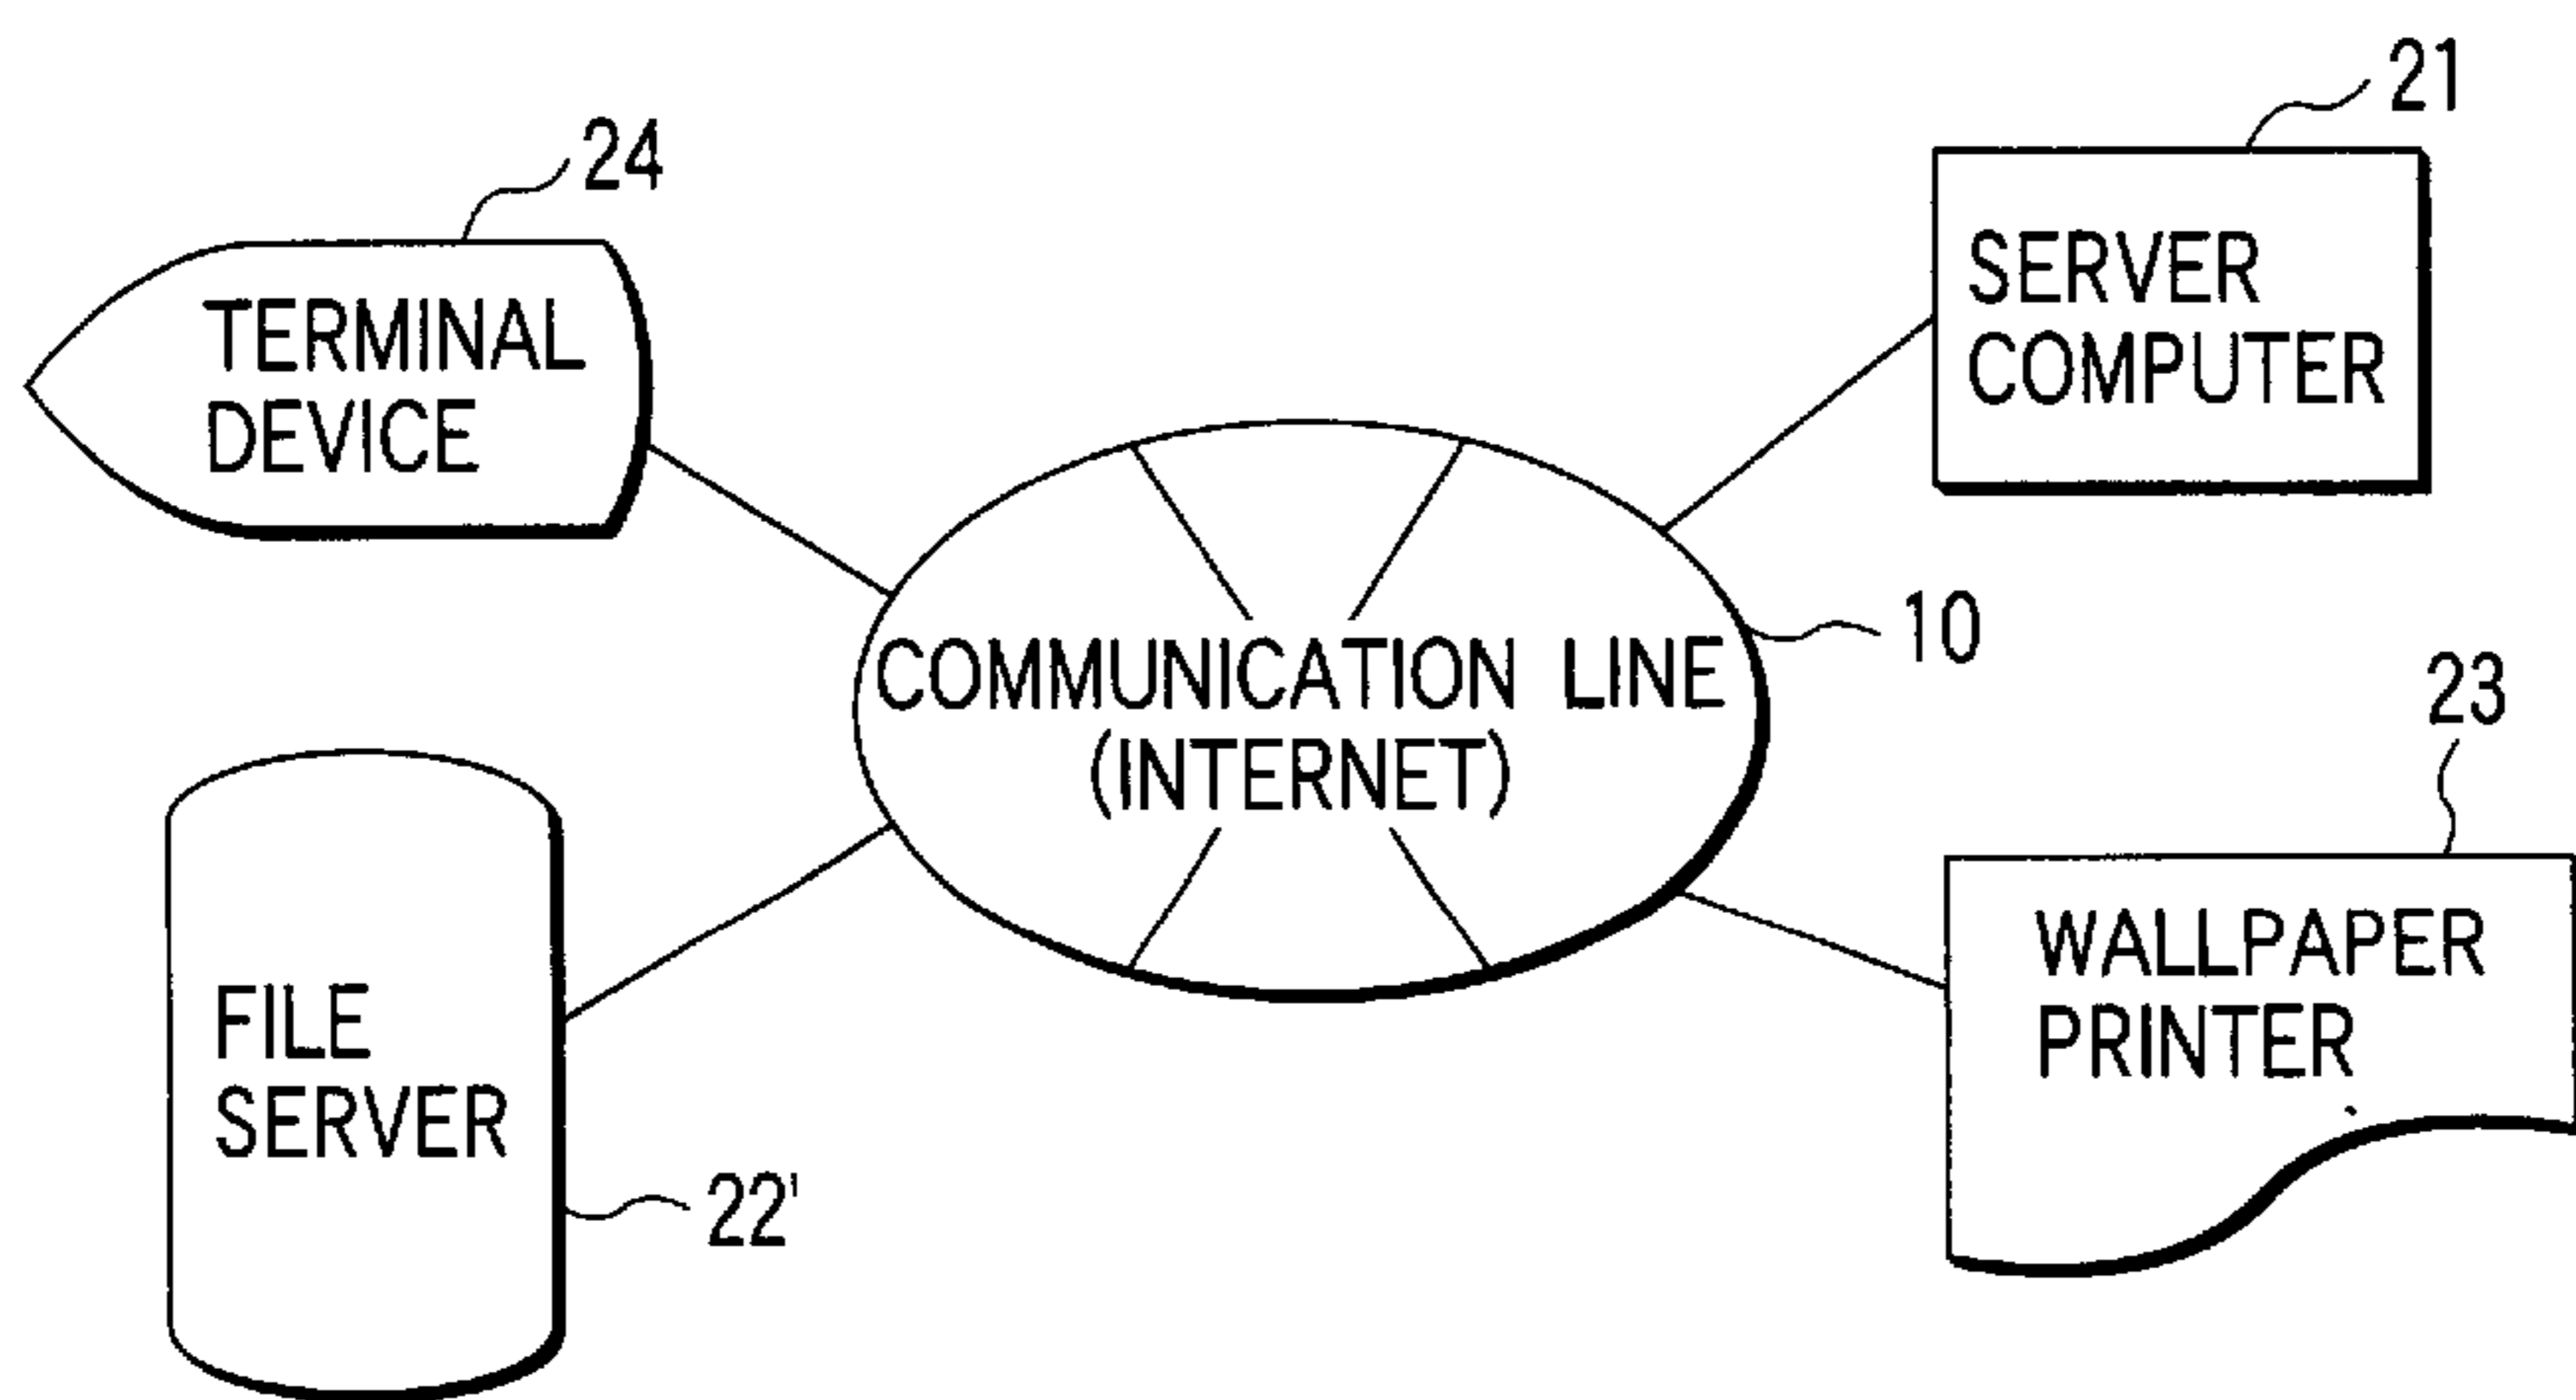 21
24
SERVER
COMPUTER
TERMINAL
DEVICE
10
COMMUNICATION LINE
(INTERNET)
23
WALLPAPER
PRINTER
FILE
SERVER
22'